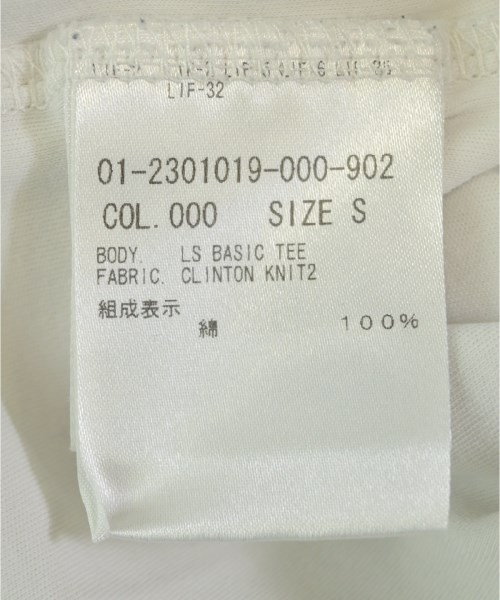 LIF-32
01-2301019-000-902
COL. 000 SIZE S
BODY. LS BASIC TEE
FABRIC. CLINTON KNIT2
組成表示
綿 100%